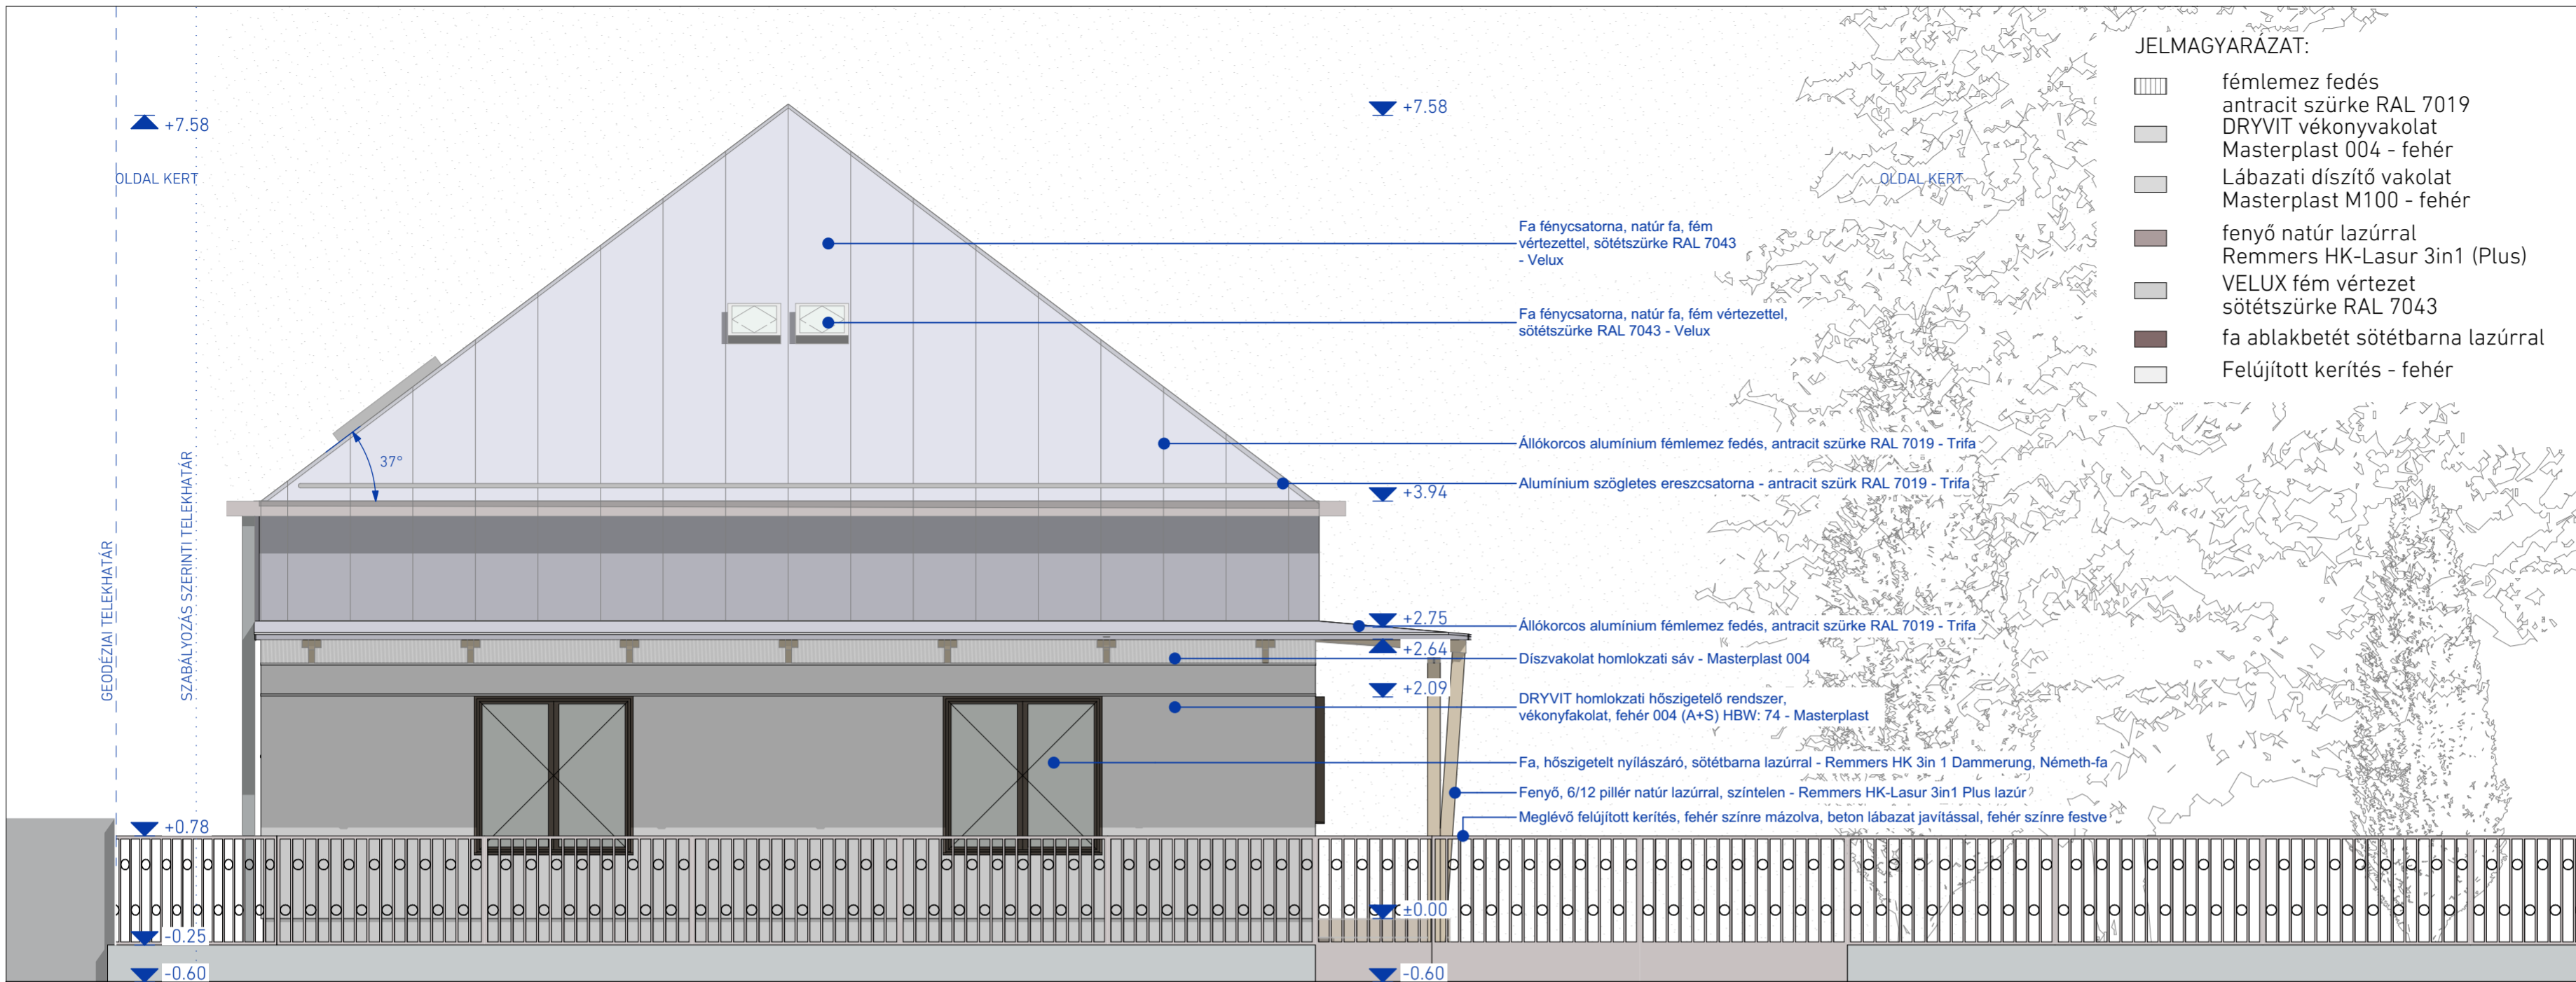 JELMAGYARÁZAT:
fémlemez fedés
antracit szürke RAL 7019
DRYVIT vékonyvakolat
Masterplast 004 - fehér
Lábazati díszítő vakolat
Masterplast M100 - fehér
fenyő natúr lazúrral
Remmers HK-Lasur 3in1 (Plus)
VELUX fém vértezet
sötétszürke RAL 7043
fa ablakbetét sötétbarna lazúrral
Felújított kerítés - fehér
+7.58
+7.58
OLDAL KERT
OLDAL KERT
Fa fénycsatorna, natúr fa, fém
vértezettel, sötétszürke RAL 7043
- Velux
Fa fénycsatorna, natúr fa, fém vértezettel,
sötétszürke RAL 7043 - Velux
37°
Állókorcos alumínium fémlemez fedés, antracit szürke RAL 7019 - Trifa
Alumínium szögletes ereszcsatorna - antracit szürk RAL 7019 - Trifa
+3.94
GEODÉZIAI TELEKHATÁR
SZABÁLYOZÁS SZERINTI TELEKHATÁR
+2.75
Állókorcos alumínium fémlemez fedés, antracit szürke RAL 7019 - Trifa
+2.64
Díszvakolat homlokzati sáv - Masterplast 004
+2.09
DRYVIT homlokzati hőszigetelő rendszer,
vékonyfakolat, fehér 004 (A+S) HBW: 74 - Masterplast
Fa, hőszigetelt nyílászáró, sötétbarna lazúrral - Remmers HK 3in 1 Dammerung, Németh-fa
Fenyő, 6/12 pillér natúr lazúrral, színtelen - Remmers HK-Lasur 3in1 Plus lazúr
Meglévő felújított kerítés, fehér színre mázolva, beton lábazat javítással, fehér színre festve
+0.78
±0.00
-0.25
-0.60
-0.60